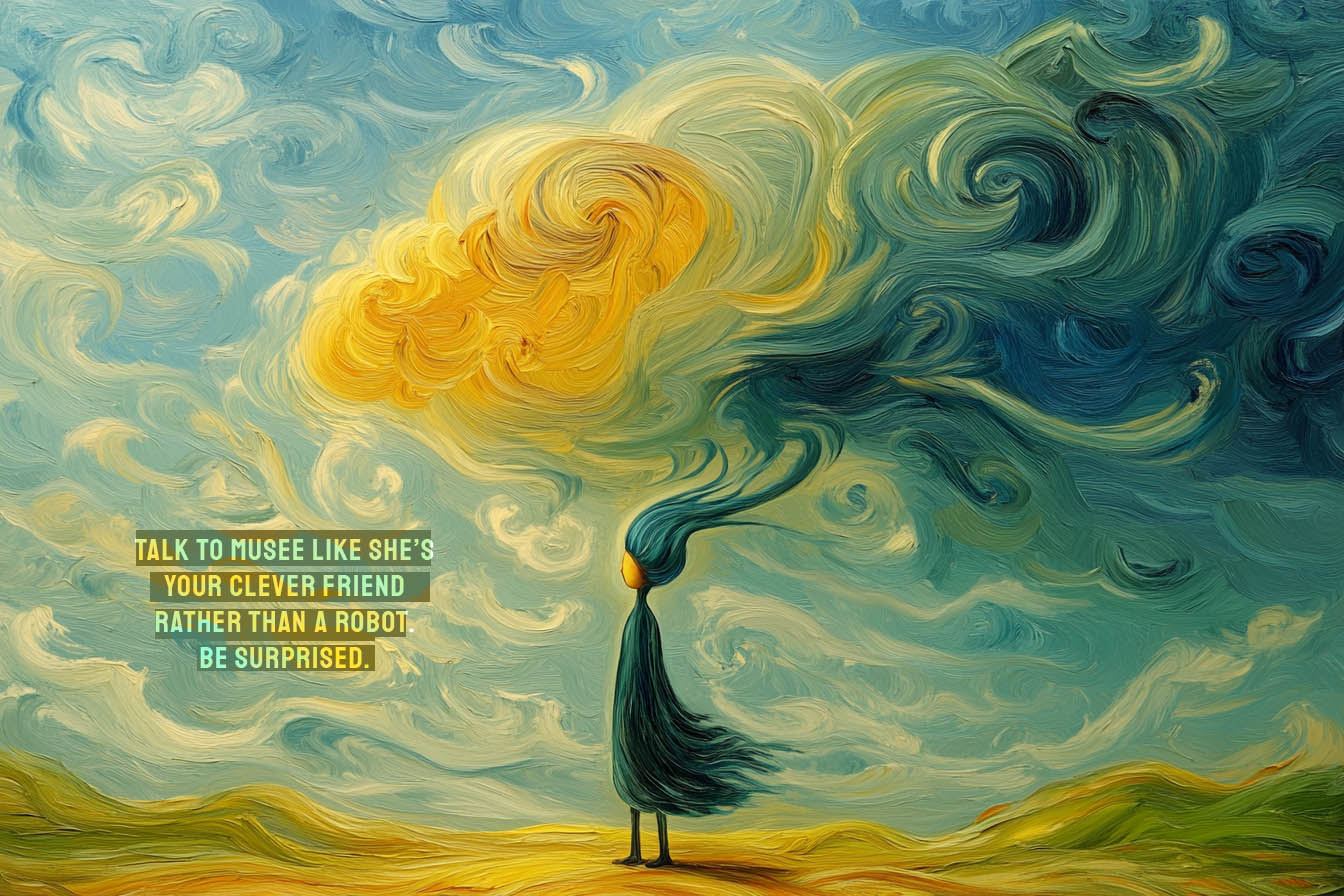 TALK TO MUSEE LIKE SHE’S
YOUR CLEVER FRIEND
RATHER THAN A ROBOT.
BE SURPRISED.